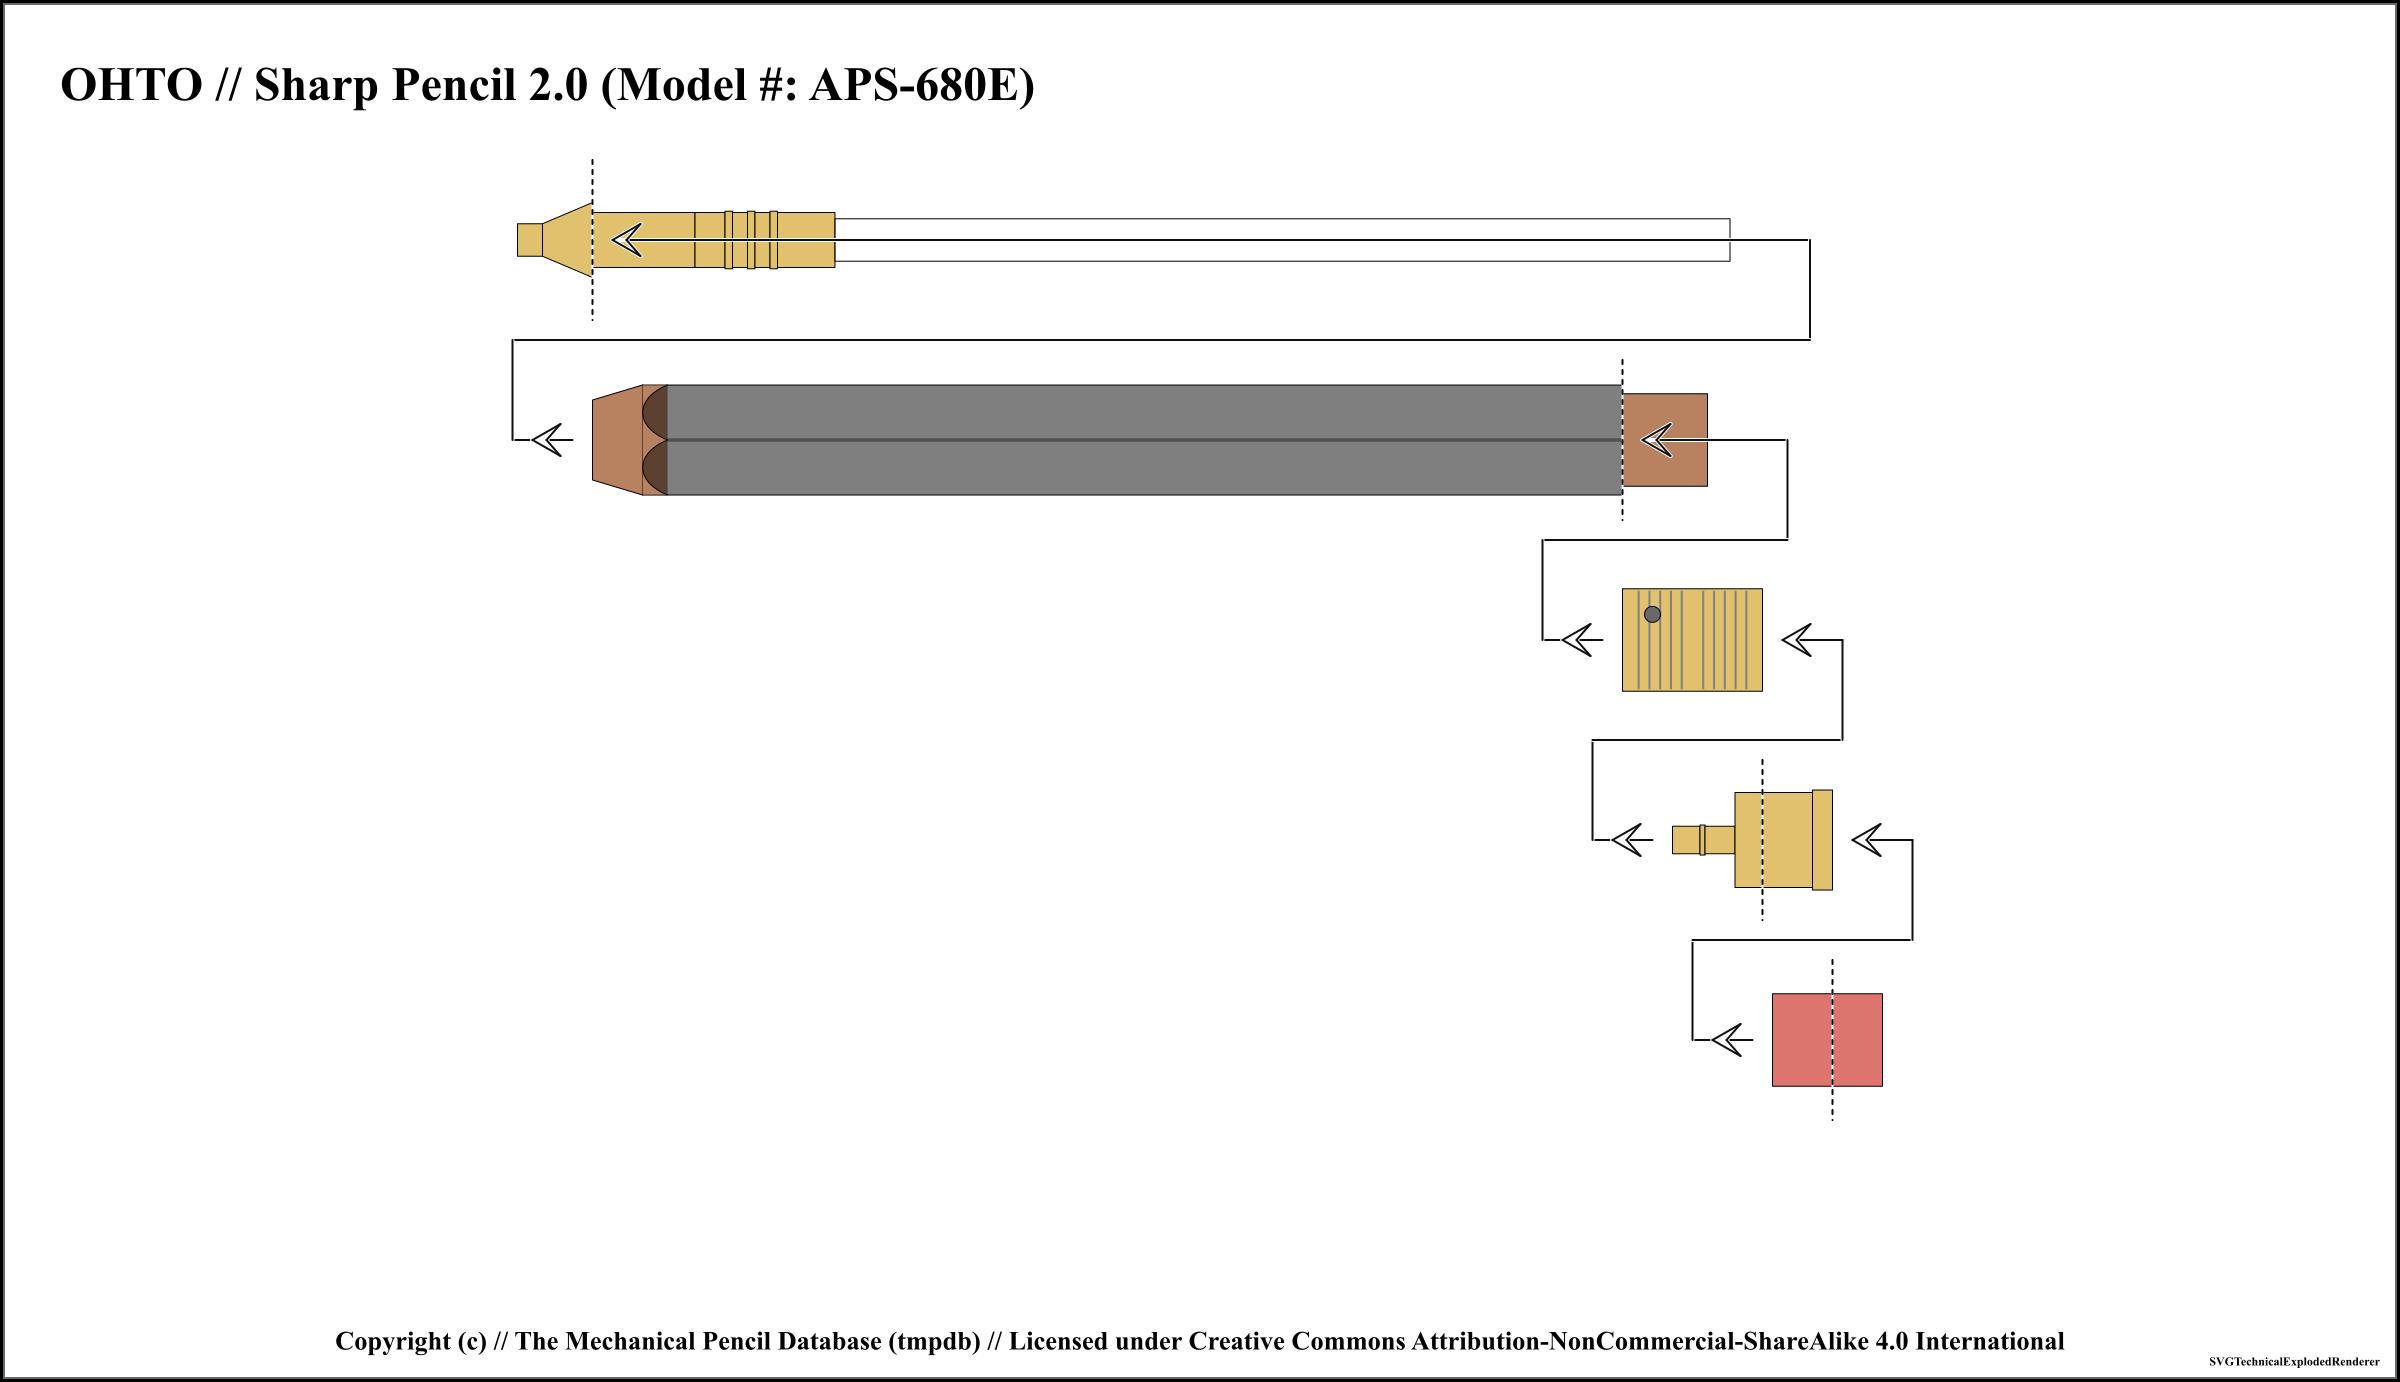 OHTO // Sharp Pencil 2.0 (Model #: APS-680E)
Copyright (c) // The Mechanical Pencil Database (tmpdb) // Licensed under Creative Commons Attribution-NonCommercial-ShareAlike 4.0 International
SVGTechnicalExplodedRenderer